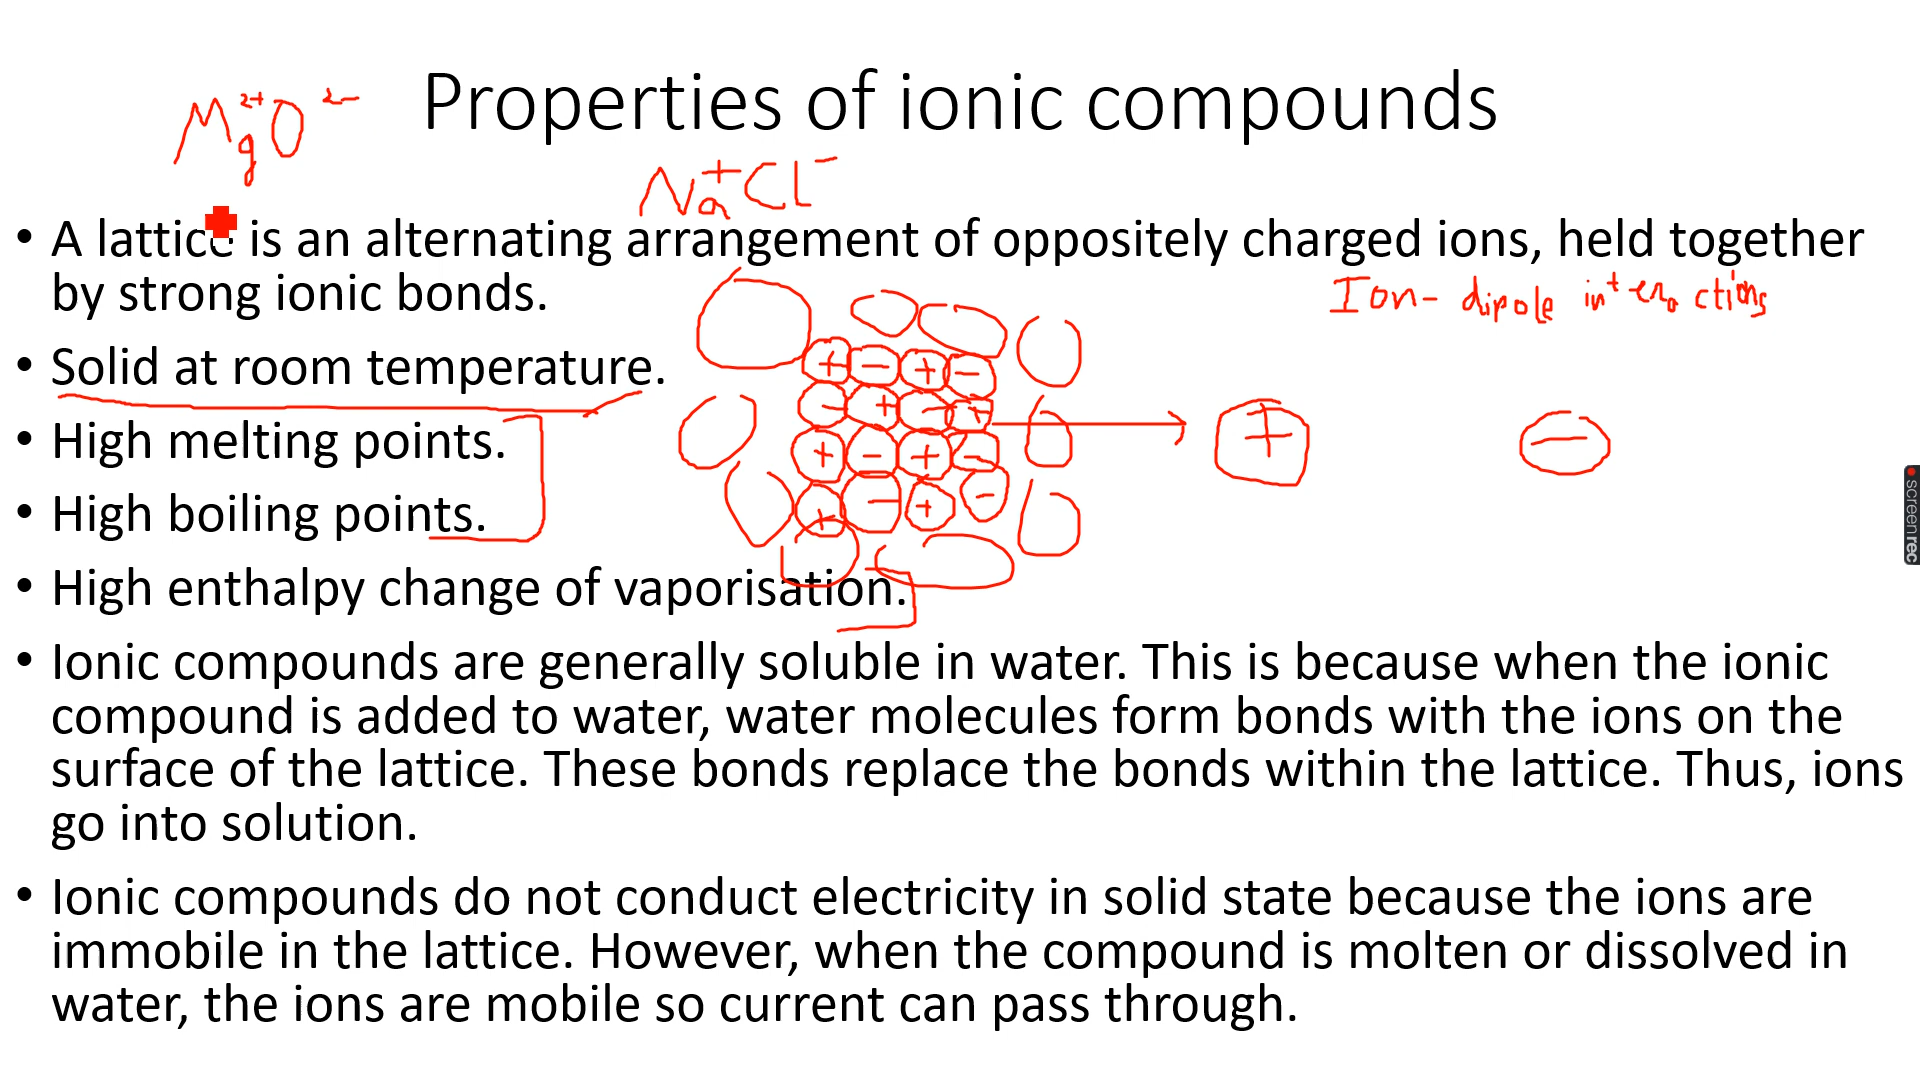 Mg²⁺O²⁻
Properties of ionic compounds
Na⁺Cl⁻
• A lattice is an alternating arrangement of oppositely charged ions, held together
by strong ionic bonds.
Ion-dipole interactions
• Solid at room temperature.
• High melting points.
• High boiling points.
• High enthalpy change of vaporisation.
+ - + -
- + - +
+ - + -
+ - + -
+ -
• Ionic compounds are generally soluble in water. This is because when the ionic
compound is added to water, water molecules form bonds with the ions on the
surface of the lattice. These bonds replace the bonds within the lattice. Thus, ions
go into solution.
• Ionic compounds do not conduct electricity in solid state because the ions are
immobile in the lattice. However, when the compound is molten or dissolved in
water, the ions are mobile so current can pass through.
screenrec